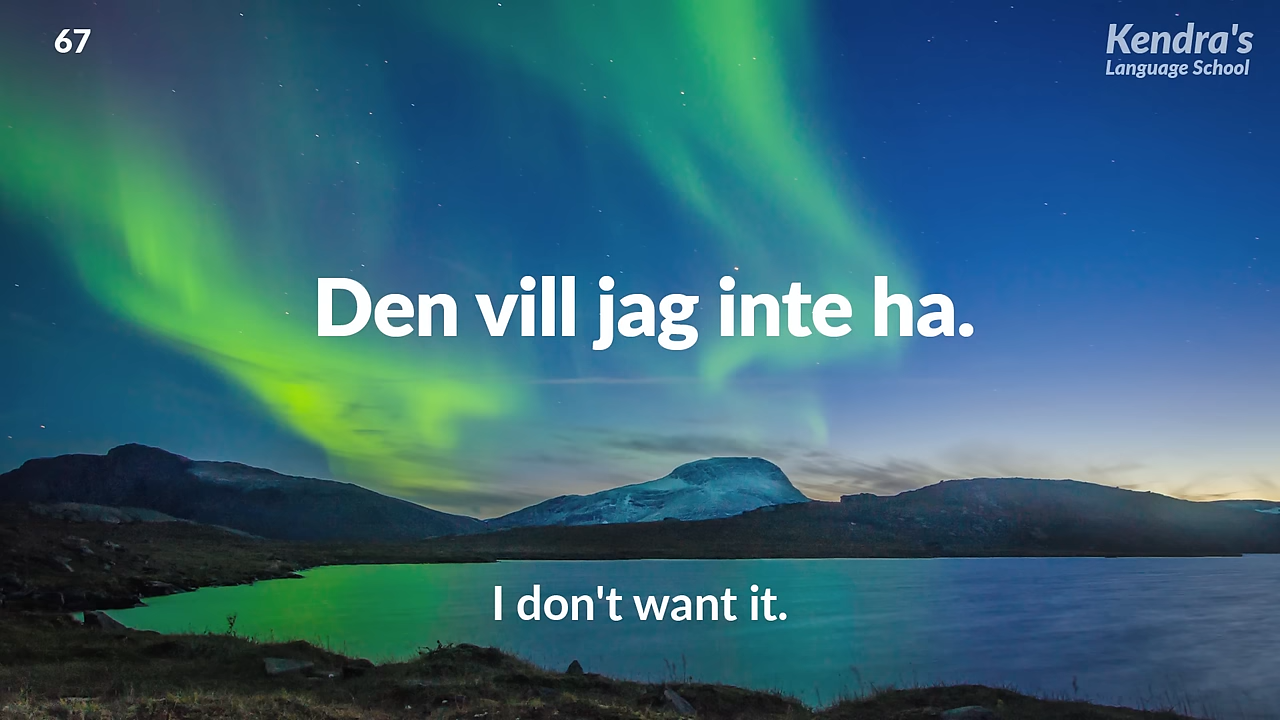 67
Kendra's
Language School
Den vill jag inte ha.
I don't want it.